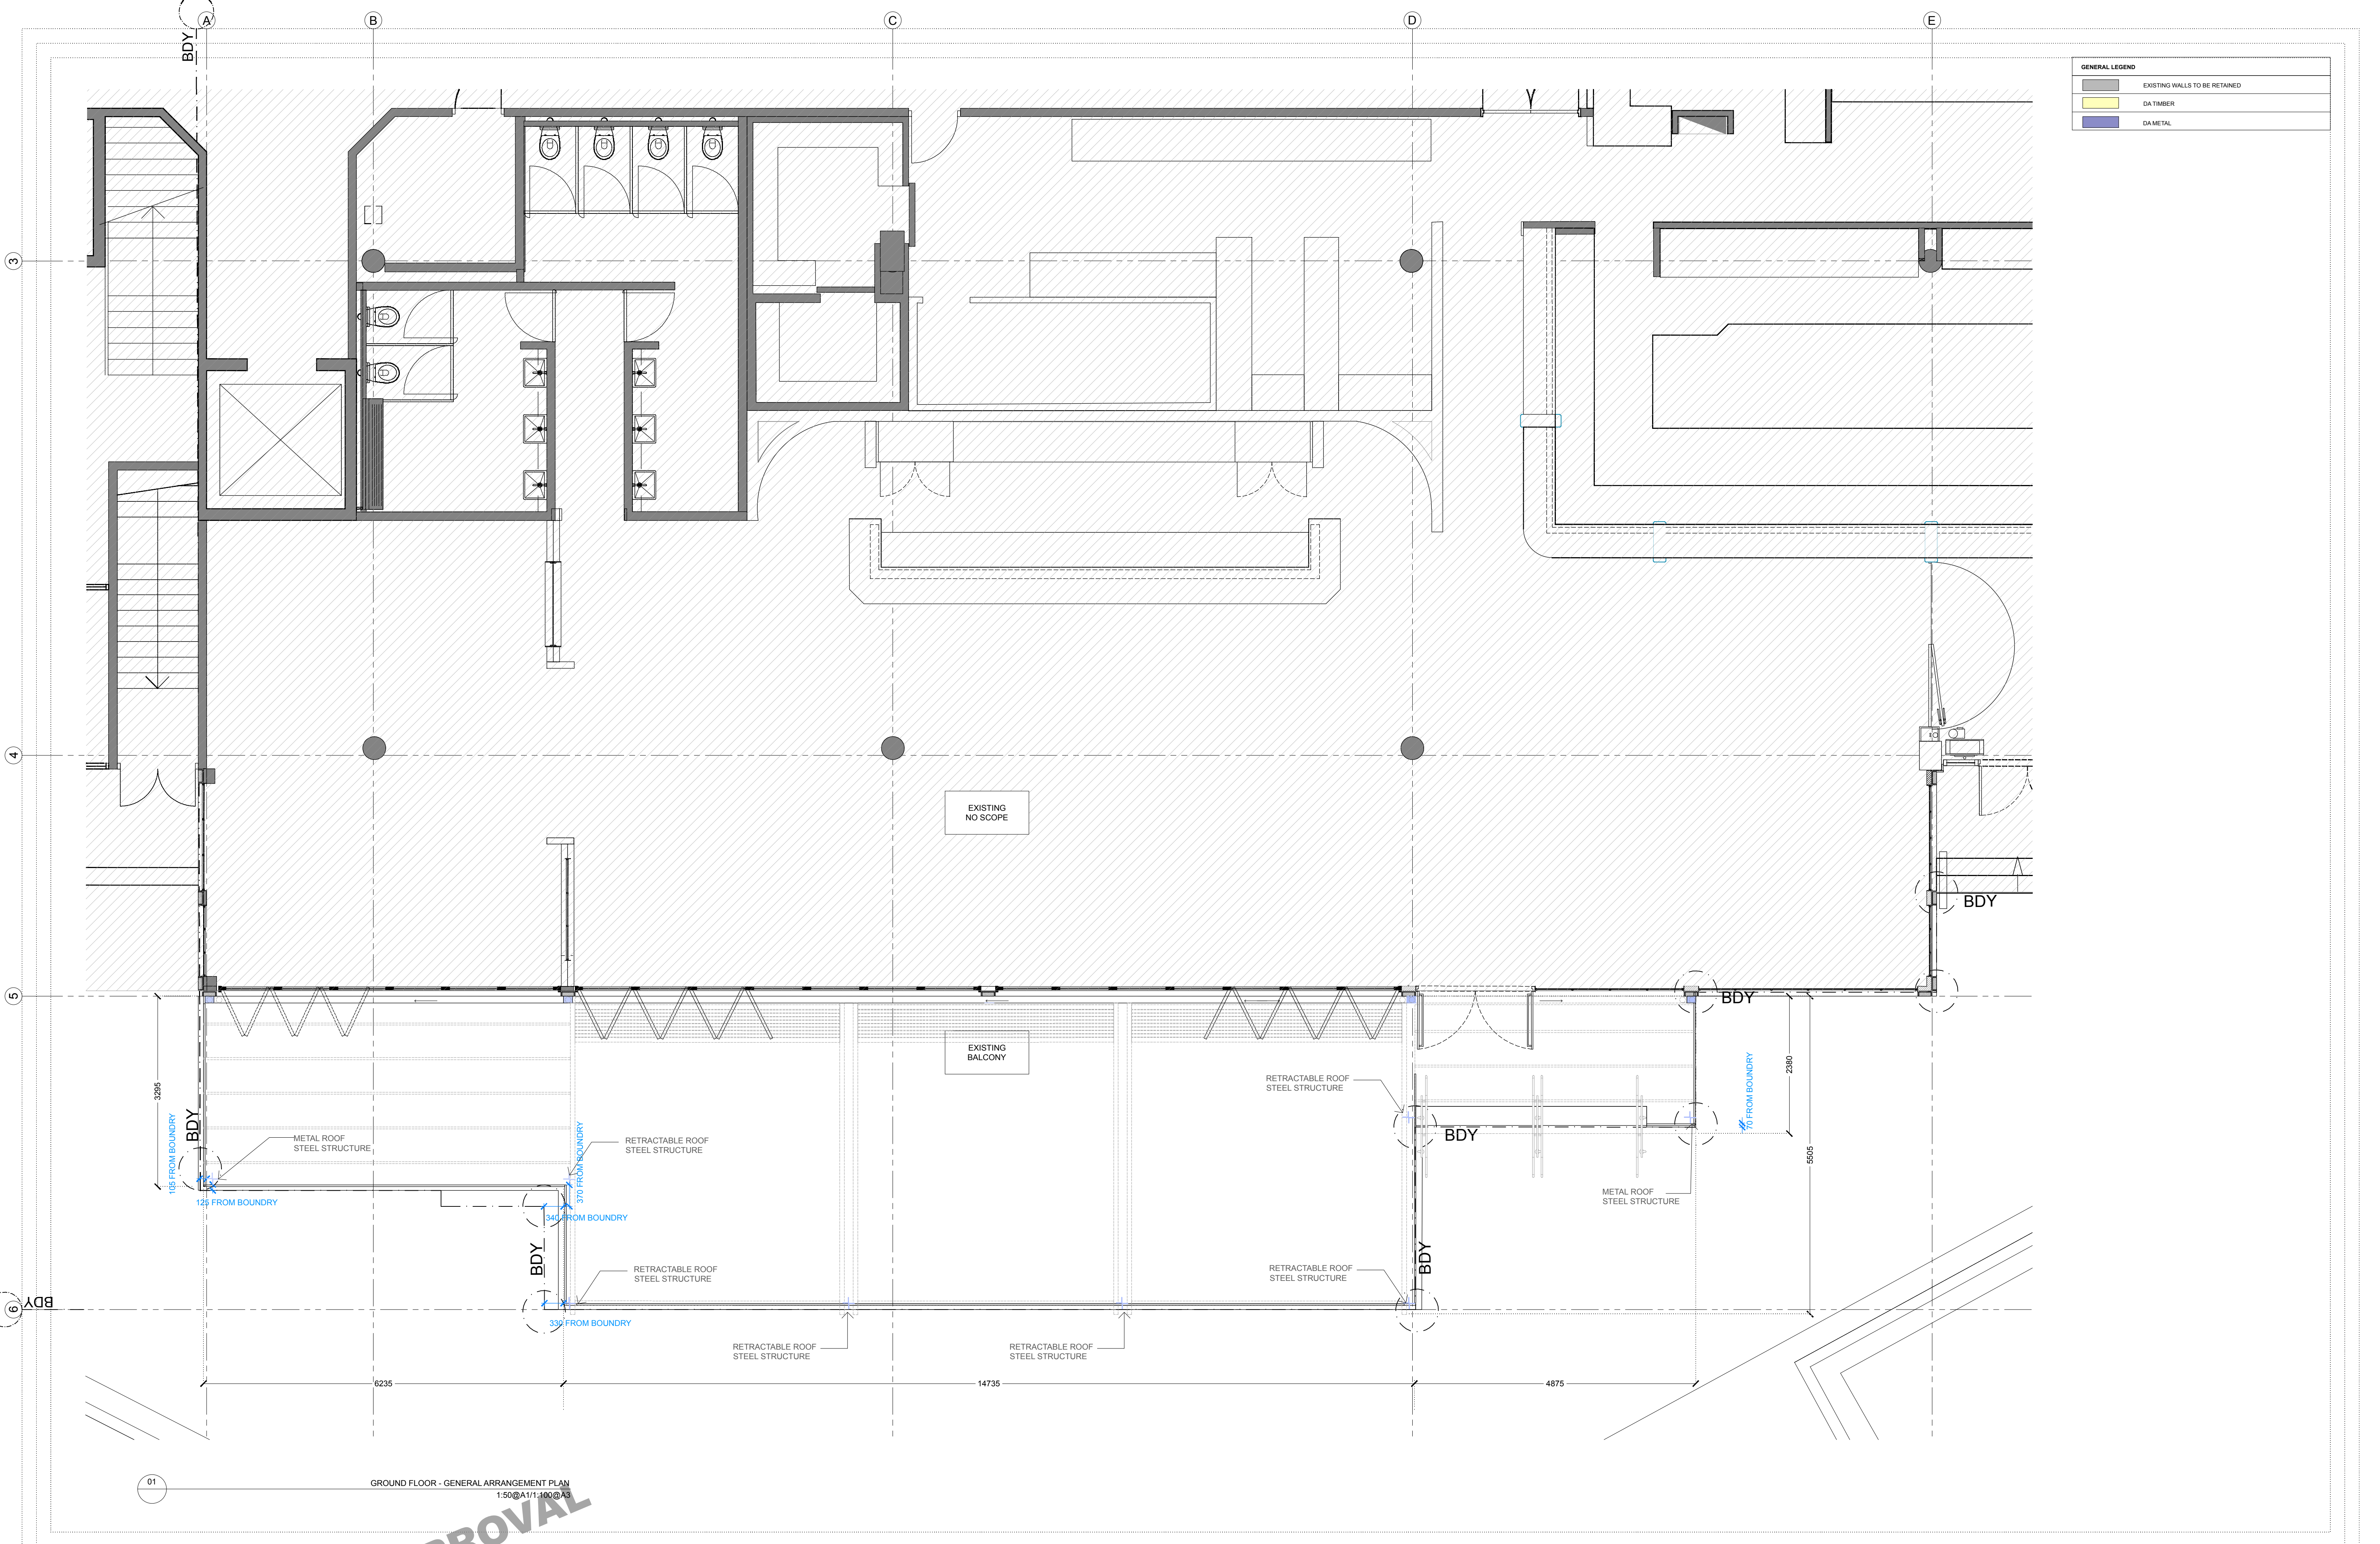 A
B
C
D
E
BDY
GENERAL LEGEND
EXISTING WALLS TO BE RETAINED
DA TIMBER
DA METAL
3
4
EXISTING
NO SCOPE
BDY
5
BDY
EXISTING
BALCONY
3295
2380
70 FROM BOUNDRY
RETRACTABLE ROOF
STEEL STRUCTURE
BDY
105 FROM BOUNDRY
METAL ROOF
STEEL STRUCTURE
370 FROM BOUNDRY
RETRACTABLE ROOF
STEEL STRUCTURE
BDY
5505
125 FROM BOUNDRY
340 FROM BOUNDRY
METAL ROOF
STEEL STRUCTURE
BDY
RETRACTABLE ROOF
STEEL STRUCTURE
RETRACTABLE ROOF
STEEL STRUCTURE
BDY
BDY
6
330 FROM BOUNDRY
RETRACTABLE ROOF
STEEL STRUCTURE
RETRACTABLE ROOF
STEEL STRUCTURE
6235
14735
4875
01
GROUND FLOOR - GENERAL ARRANGEMENT PLAN
1:50@A1/1:100@A3